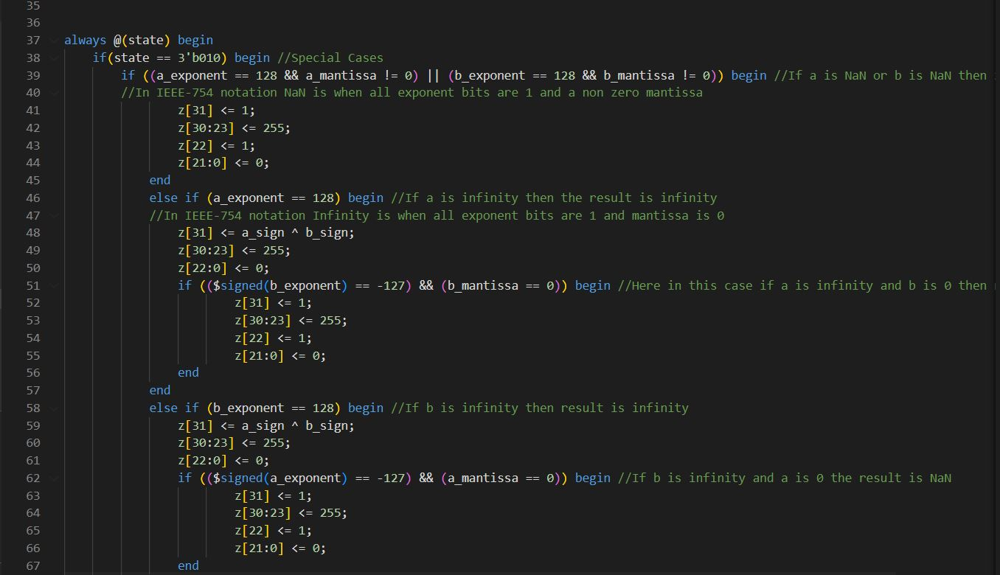 35
36
37 always @(state) begin
38 if(state == 3'b010) begin //Special Cases
39 if ((a_exponent == 128 && a_mantissa != 0) || (b_exponent == 128 && b_mantissa != 0)) begin //If a is NaN or b is NaN then
40 //In IEEE-754 notation NaN is when all exponent bits are 1 and a non zero mantissa
41 z[31] <= 1;
42 z[30:23] <= 255;
43 z[22] <= 1;
44 z[21:0] <= 0;
45 end
46 else if (a_exponent == 128) begin //If a is infinity then the result is infinity
47 //In IEEE-754 notation Infinity is when all exponent bits are 1 and mantissa is 0
48 z[31] <= a_sign ^ b_sign;
49 z[30:23] <= 255;
50 z[22:0] <= 0;
51 if (($signed(b_exponent) == -127) && (b_mantissa == 0)) begin //Here in this case if a is infinity and b is 0 then
52 z[31] <= 1;
53 z[30:23] <= 255;
54 z[22] <= 1;
55 z[21:0] <= 0;
56 end
57 end
58 else if (b_exponent == 128) begin //If b is infinity then result is infinity
59 z[31] <= a_sign ^ b_sign;
60 z[30:23] <= 255;
61 z[22:0] <= 0;
62 if (($signed(a_exponent) == -127) && (a_mantissa == 0)) begin //If b is infinity and a is 0 the result is NaN
63 z[31] <= 1;
64 z[30:23] <= 255;
65 z[22] <= 1;
66 z[21:0] <= 0;
67 end